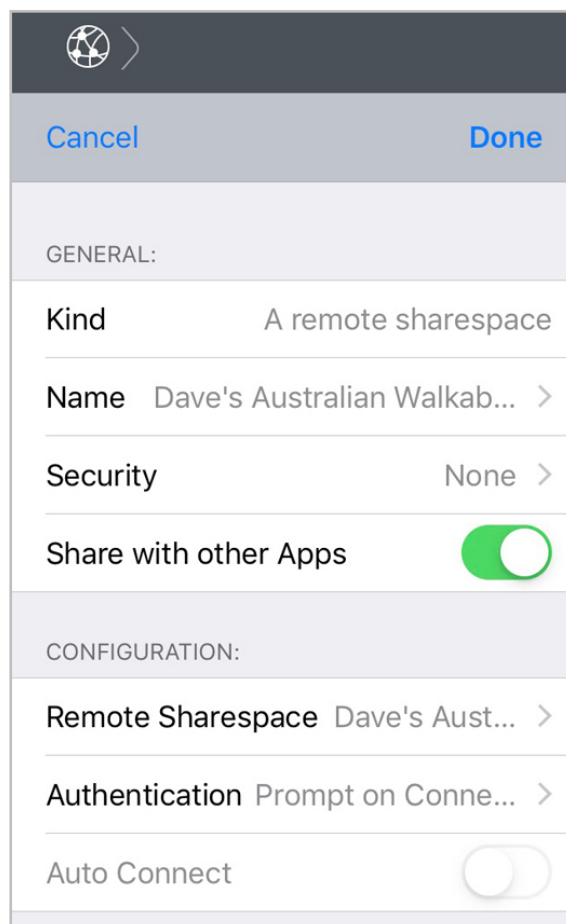 Cancel Done
GENERAL:
Kind A remote sharespace
Name Dave's Australian Walkab...
Security None
Share with other Apps
CONFIGURATION:
Remote Sharespace Dave's Aust...
Authentication Prompt on Conne...
Auto Connect